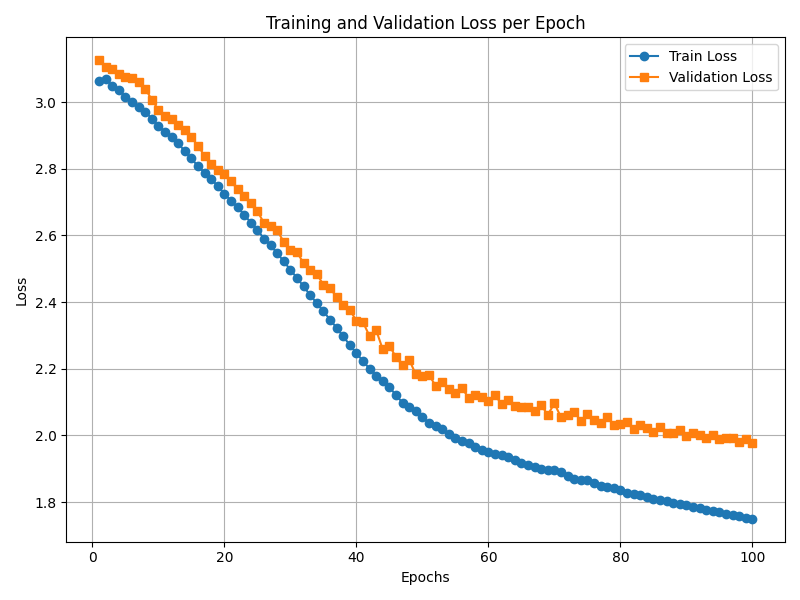 Training and Validation Loss per Epoch
Train Loss
Validation Loss
Loss
3.0
2.8
2.6
2.4
2.2
2.0
1.8
0 20 40 60 80 100
Epochs